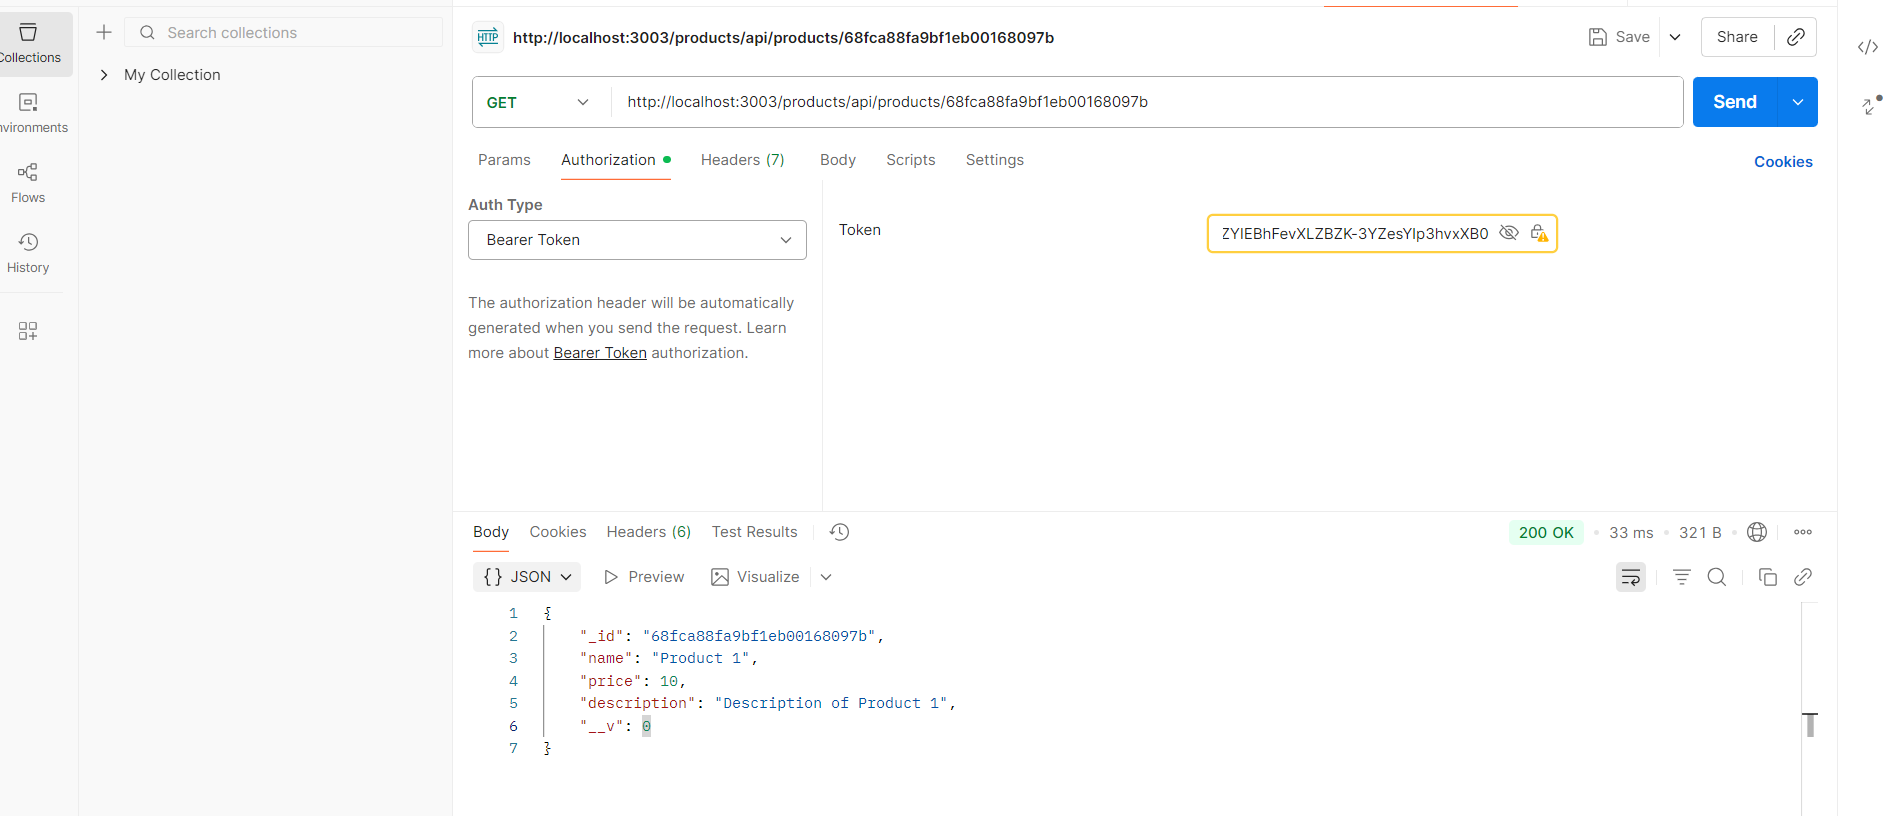 Collections
Search collections
My Collection
nvironments
Flows
History
HTTP
http://localhost:3003/products/api/products/68fca88fa9bf1eb00168097b
Save
Share
GET
http://localhost:3003/products/api/products/68fca88fa9bf1eb00168097b
Send
Params
Authorization
Headers (7)
Body
Scripts
Settings
Cookies
Auth Type
Bearer Token
The authorization header will be automatically
generated when you send the request. Learn
more about Bearer Token authorization.
Token
ZYIEBhFevXLZBZK-3YZesYIp3hvxXB0
Body
Cookies
Headers (6)
Test Results
200 OK
33 ms
321 B
{} JSON
Preview
Visualize
1 {
2 "_id": "68fca88fa9bf1eb00168097b",
3 "name": "Product 1",
4 "price": 10,
5 "description": "Description of Product 1",
6 "__v": 0
7 }